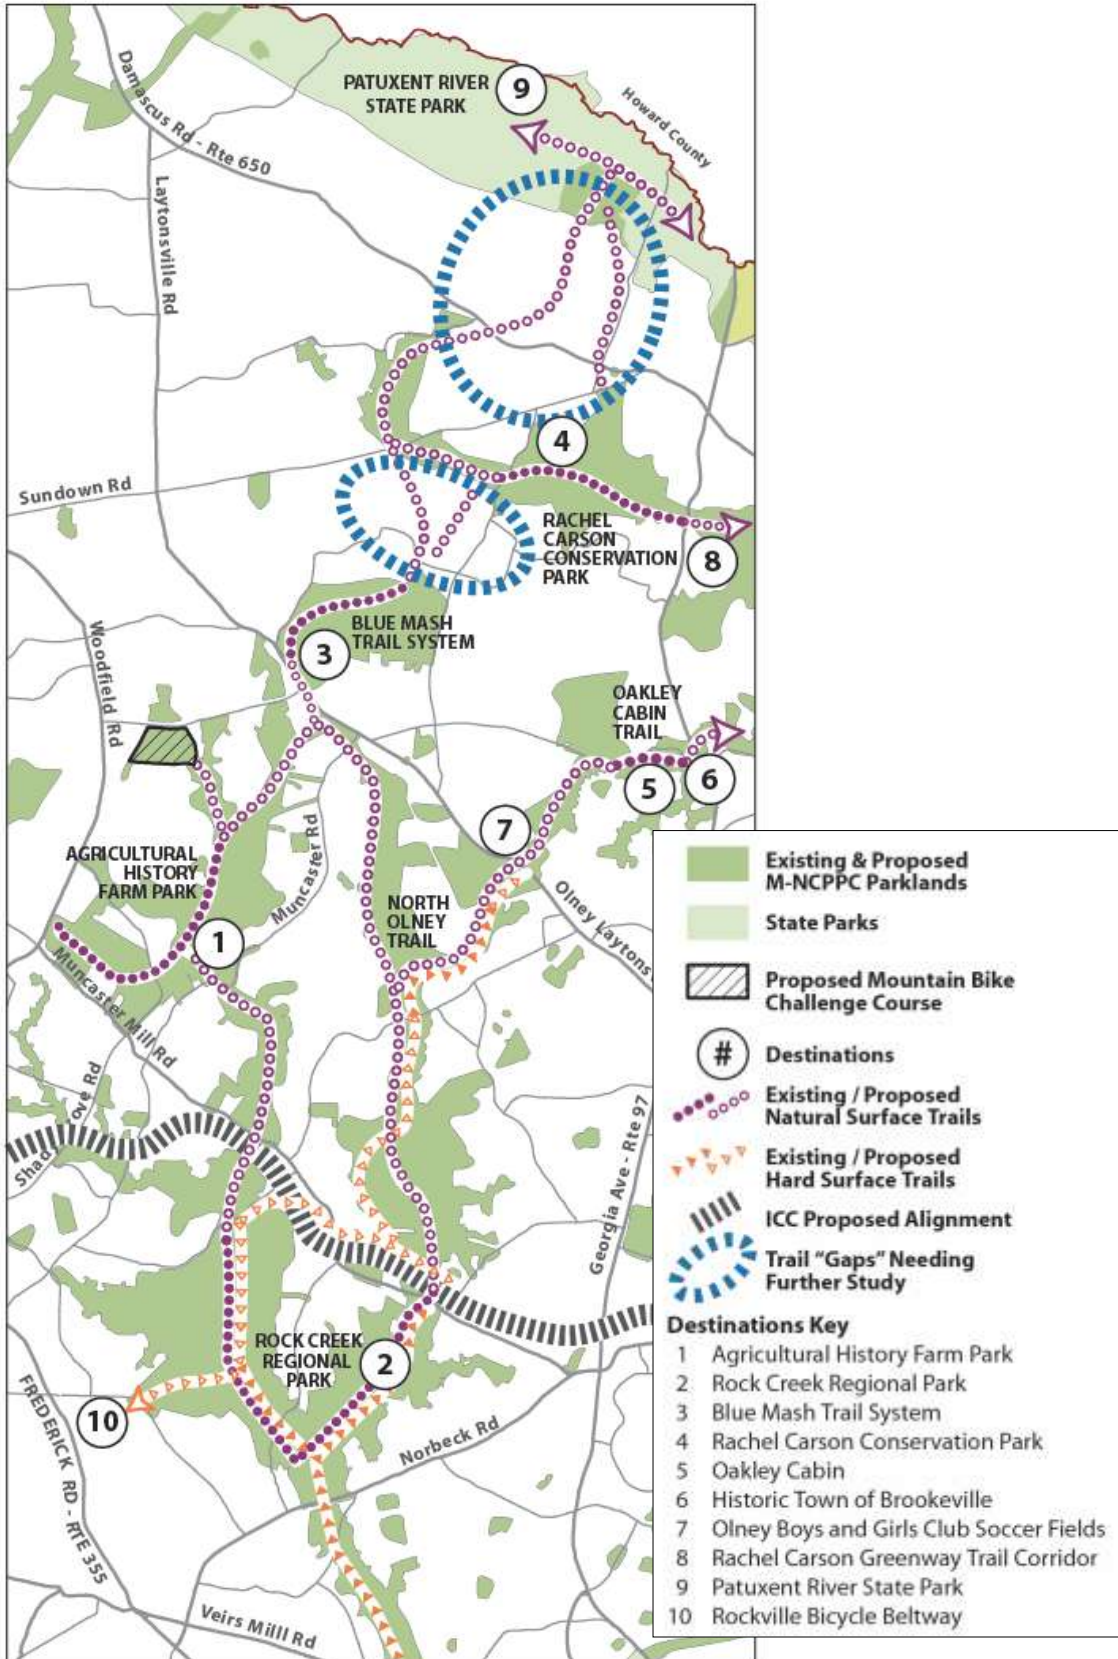 PATUXENT RIVER
STATE PARK
9
Howard County
Damascus Rd - Rte 650
Laytonsville Rd
4
Sundown Rd
RACHEL
CARSON
CONSERVATION
PARK
8
BLUE MASH
TRAIL SYSTEM
3
Woodfield Rd
OAKLEY
CABIN
TRAIL
5
6
7
AGRICULTURAL
HISTORY
FARM PARK
Muncaster Rd
NORTH
OLNEY
TRAIL
Olney Laytons
1
Muncaster Mill Rd
Georgia Ave - Rte 97
ROCK CREEK
REGIONAL
PARK
2
10
Norbeck Rd
FREDERICK RD - RTE 355
Veirs Milll Rd
Existing & Proposed
M-NCPPC Parklands
State Parks
Proposed Mountain Bike
Challenge Course
# Destinations
Existing / Proposed
Natural Surface Trails
Existing / Proposed
Hard Surface Trails
ICC Proposed Alignment
Trail “Gaps” Needing
Further Study
Destinations Key
1 Agricultural History Farm Park
2 Rock Creek Regional Park
3 Blue Mash Trail System
4 Rachel Carson Conservation Park
5 Oakley Cabin
6 Historic Town of Brookeville
7 Olney Boys and Girls Club Soccer Fields
8 Rachel Carson Greenway Trail Corridor
9 Patuxent River State Park
10 Rockville Bicycle Beltway